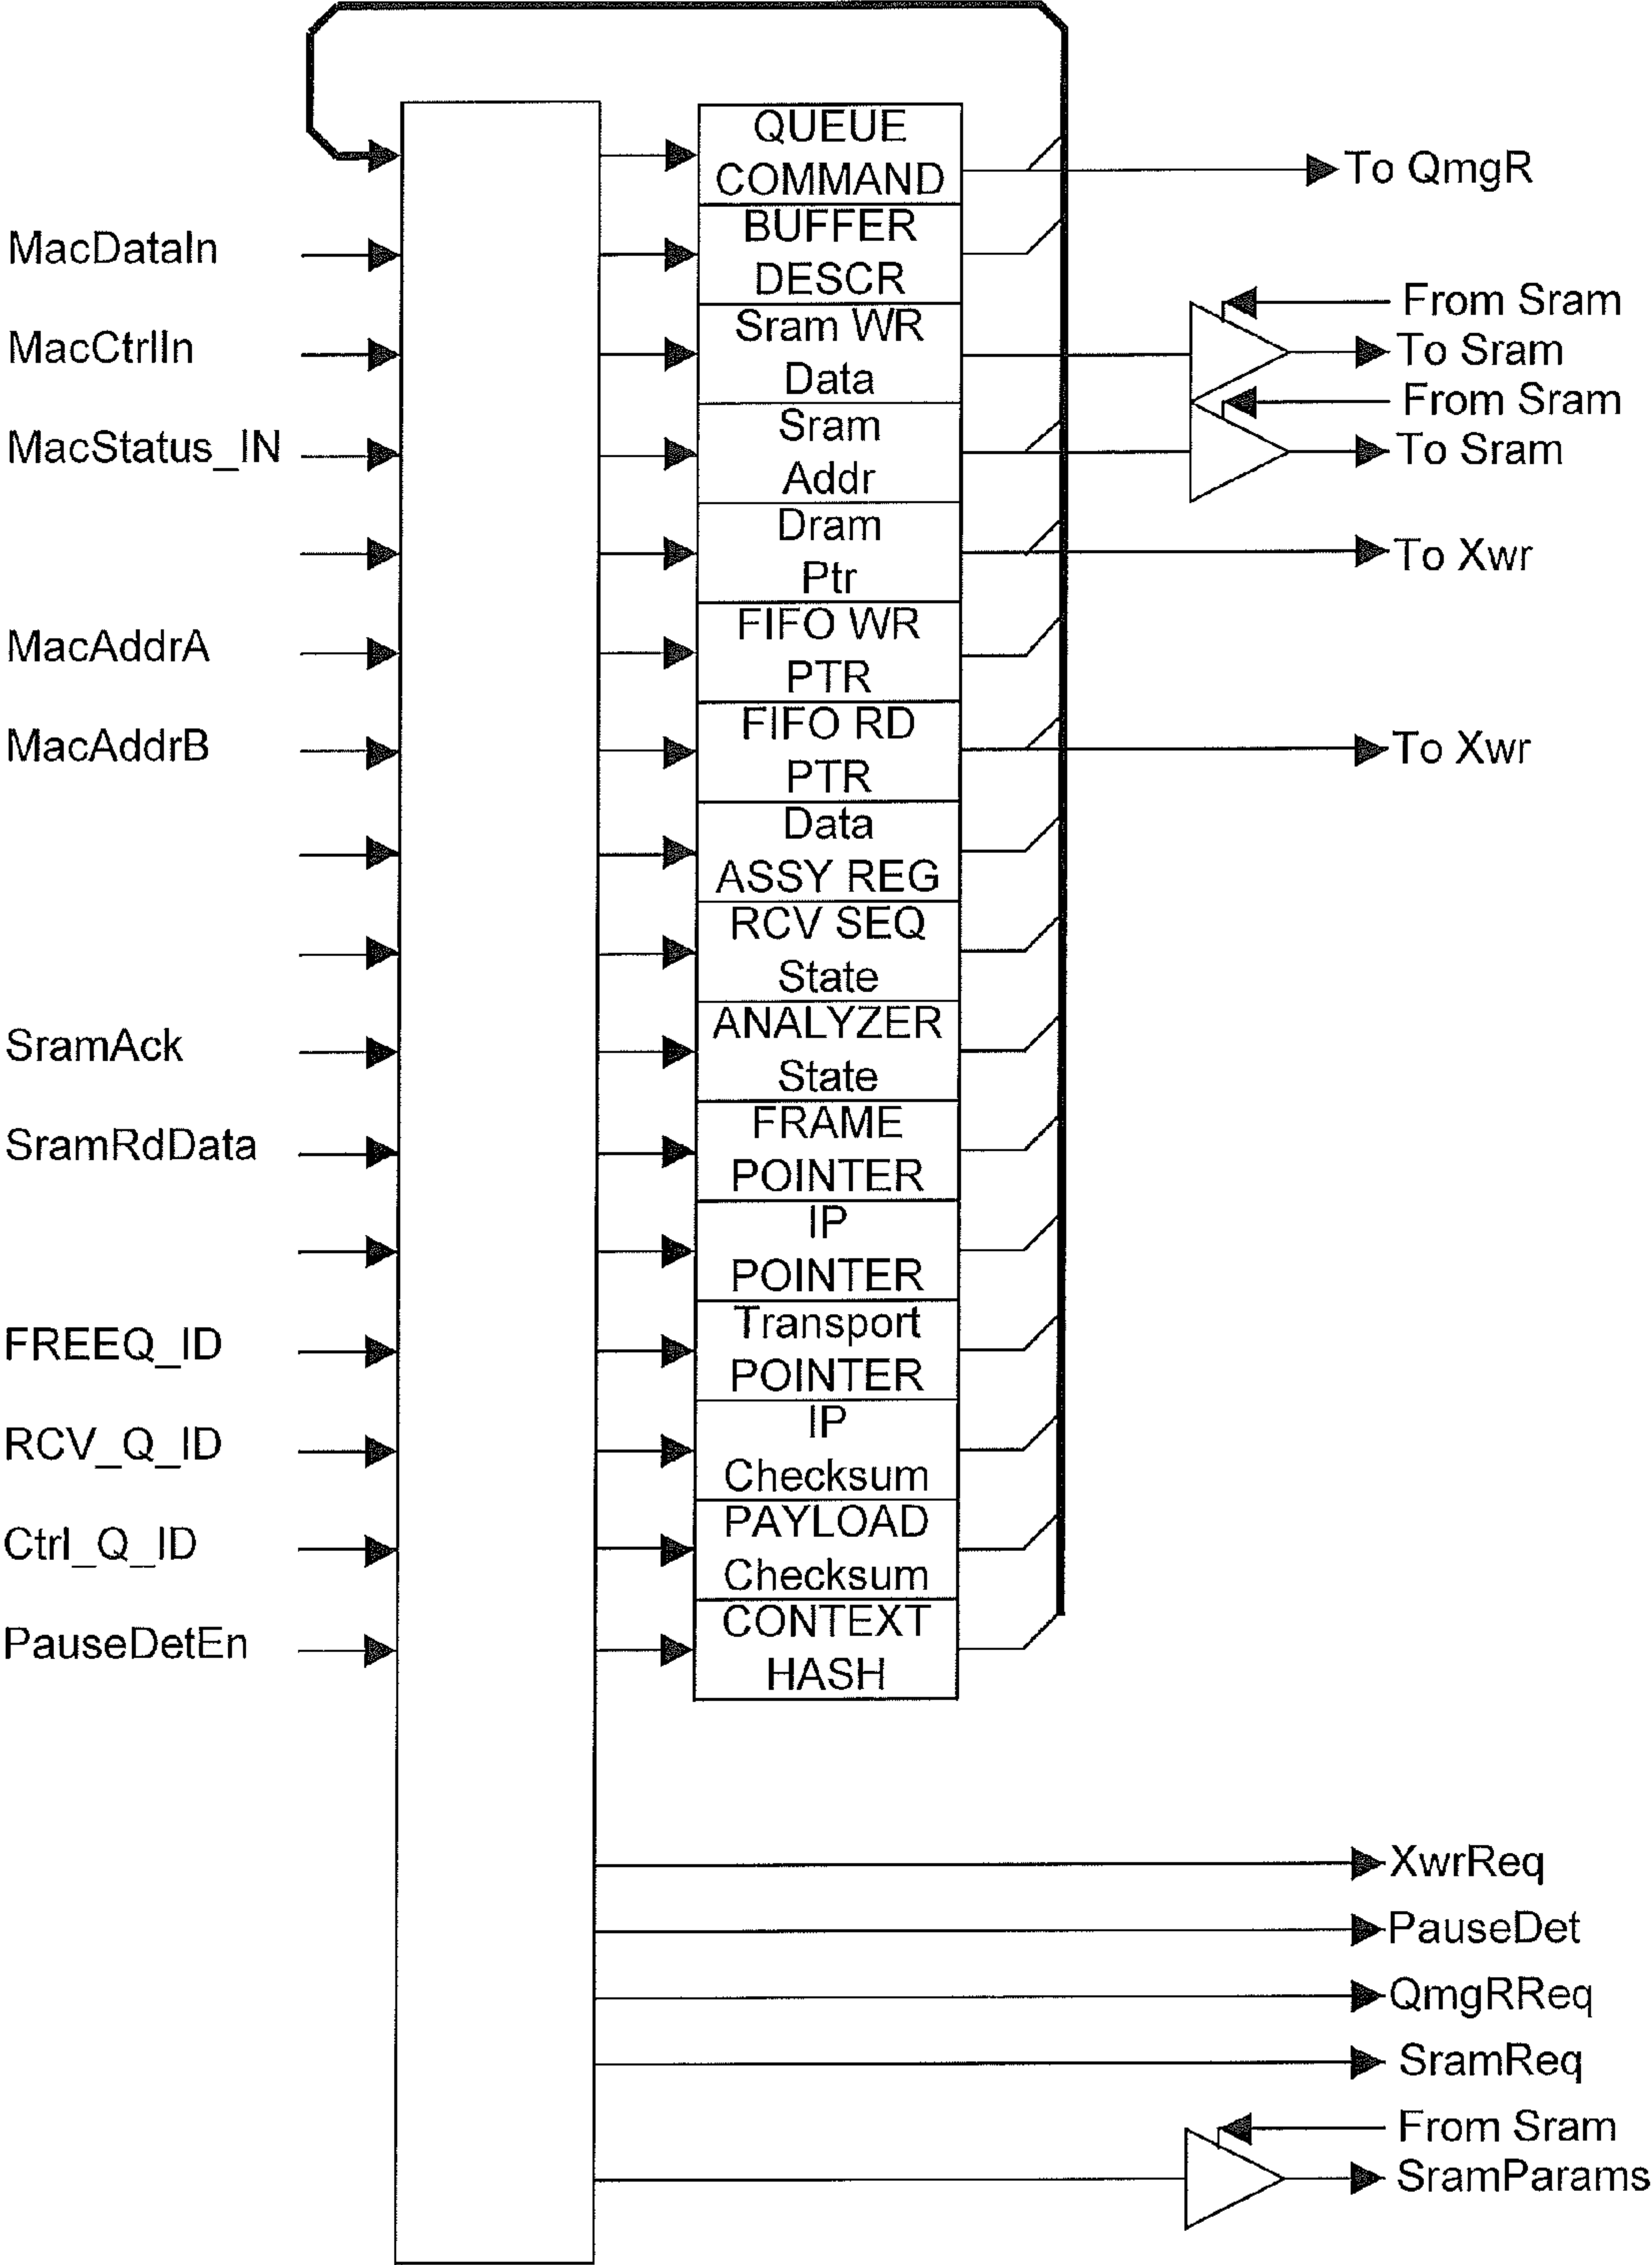 MacDataIn
MacCtrlIn
MacStatus_IN
MacAddrA
MacAddrB
SramAck
SramRdData
FREEQ_ID
RCV_Q_ID
Ctrl_Q_ID
PauseDetEn
QUEUE
COMMAND
BUFFER
DESCR
Sram WR
Data
Sram
Addr
Dram
Ptr
FIFO WR
PTR
FIFO RD
PTR
Data
ASSY REG
RCV SEQ
State
ANALYZER
State
FRAME
POINTER
IP
POINTER
Transport
POINTER
IP
Checksum
PAYLOAD
Checksum
CONTEXT
HASH
To QmgR
From Sram
To Sram
From Sram
To Sram
To Xwr
To Xwr
XwrReq
PauseDet
QmgRReq
SramReq
From Sram
SramParams